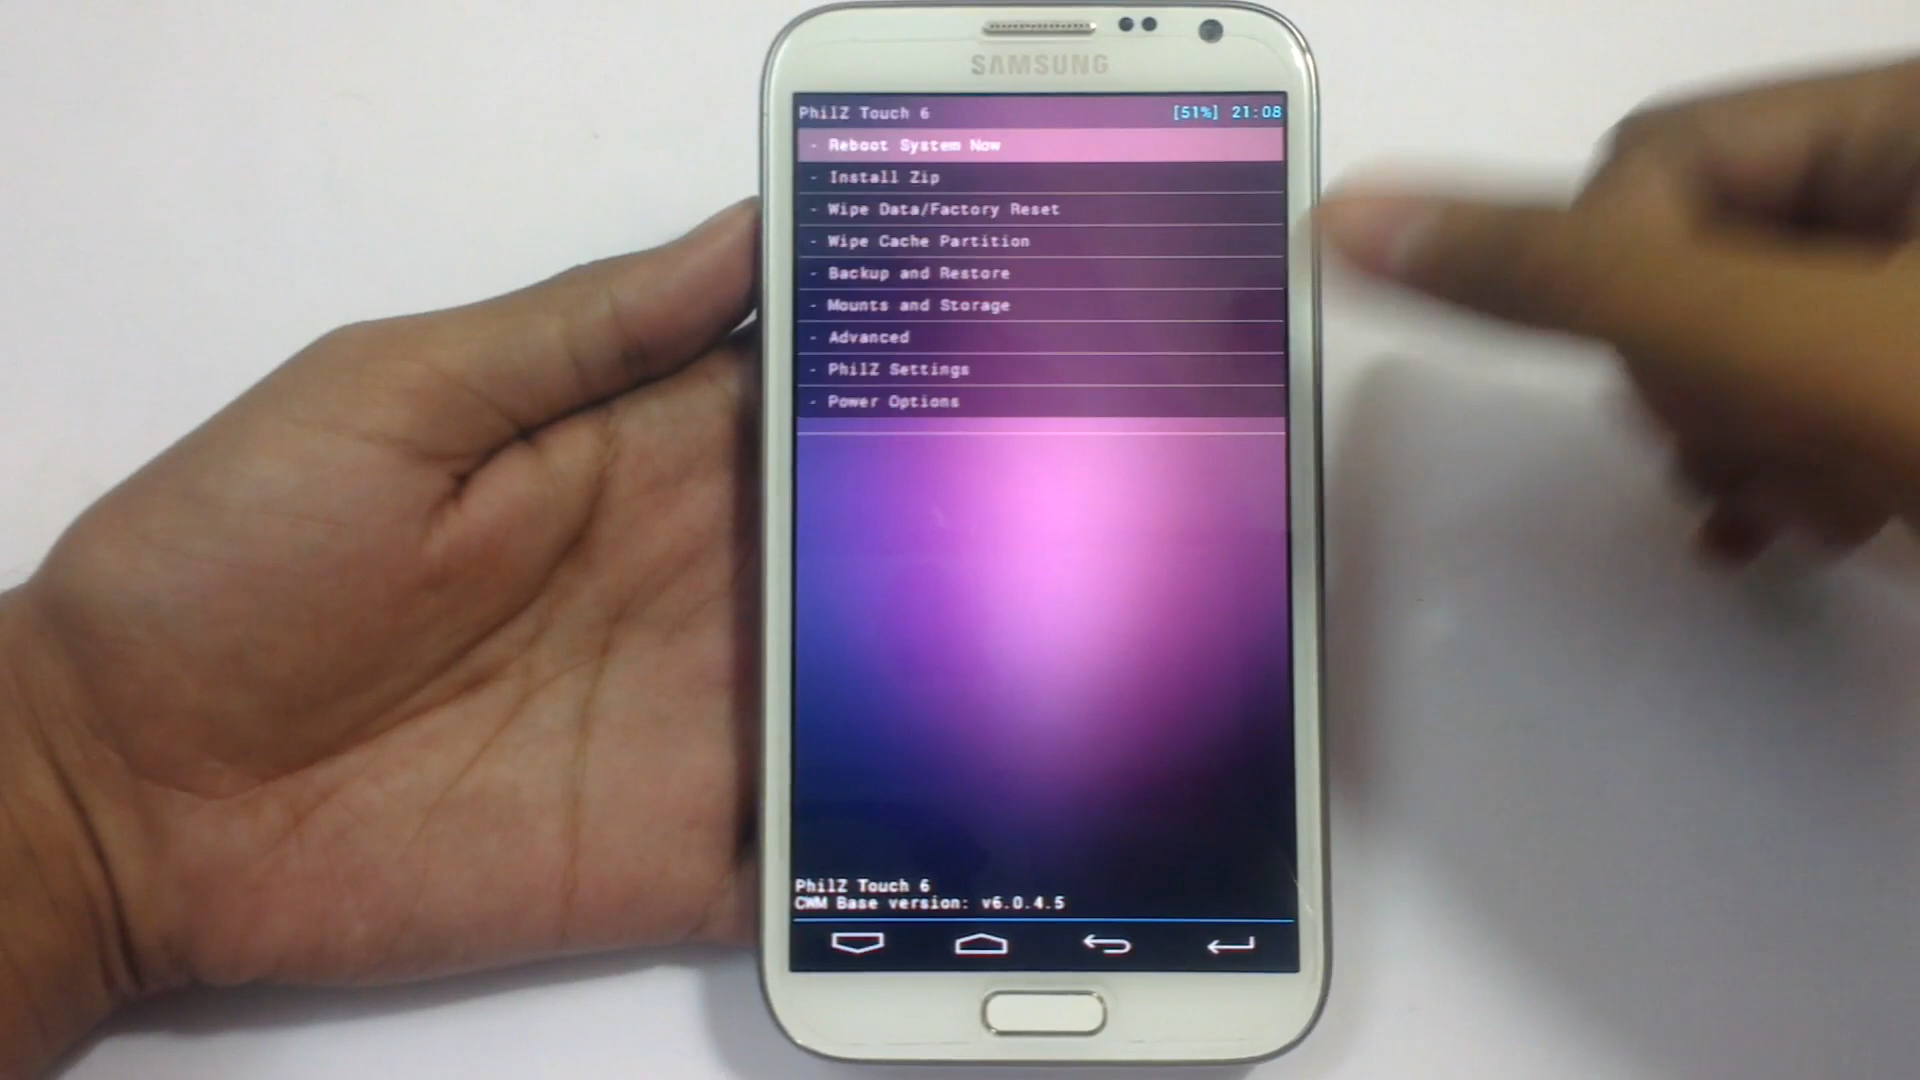 SAMSUNG
PhilZ Touch 6 [51%] 21:08
- Reboot System Now
- Install Zip
- Wipe Data/Factory Reset
- Wipe Cache Partition
- Backup and Restore
- Mounts and Storage
- Advanced
- PhilZ Settings
- Power Options
PhilZ Touch 6
CWM Base version: v6.0.4.5